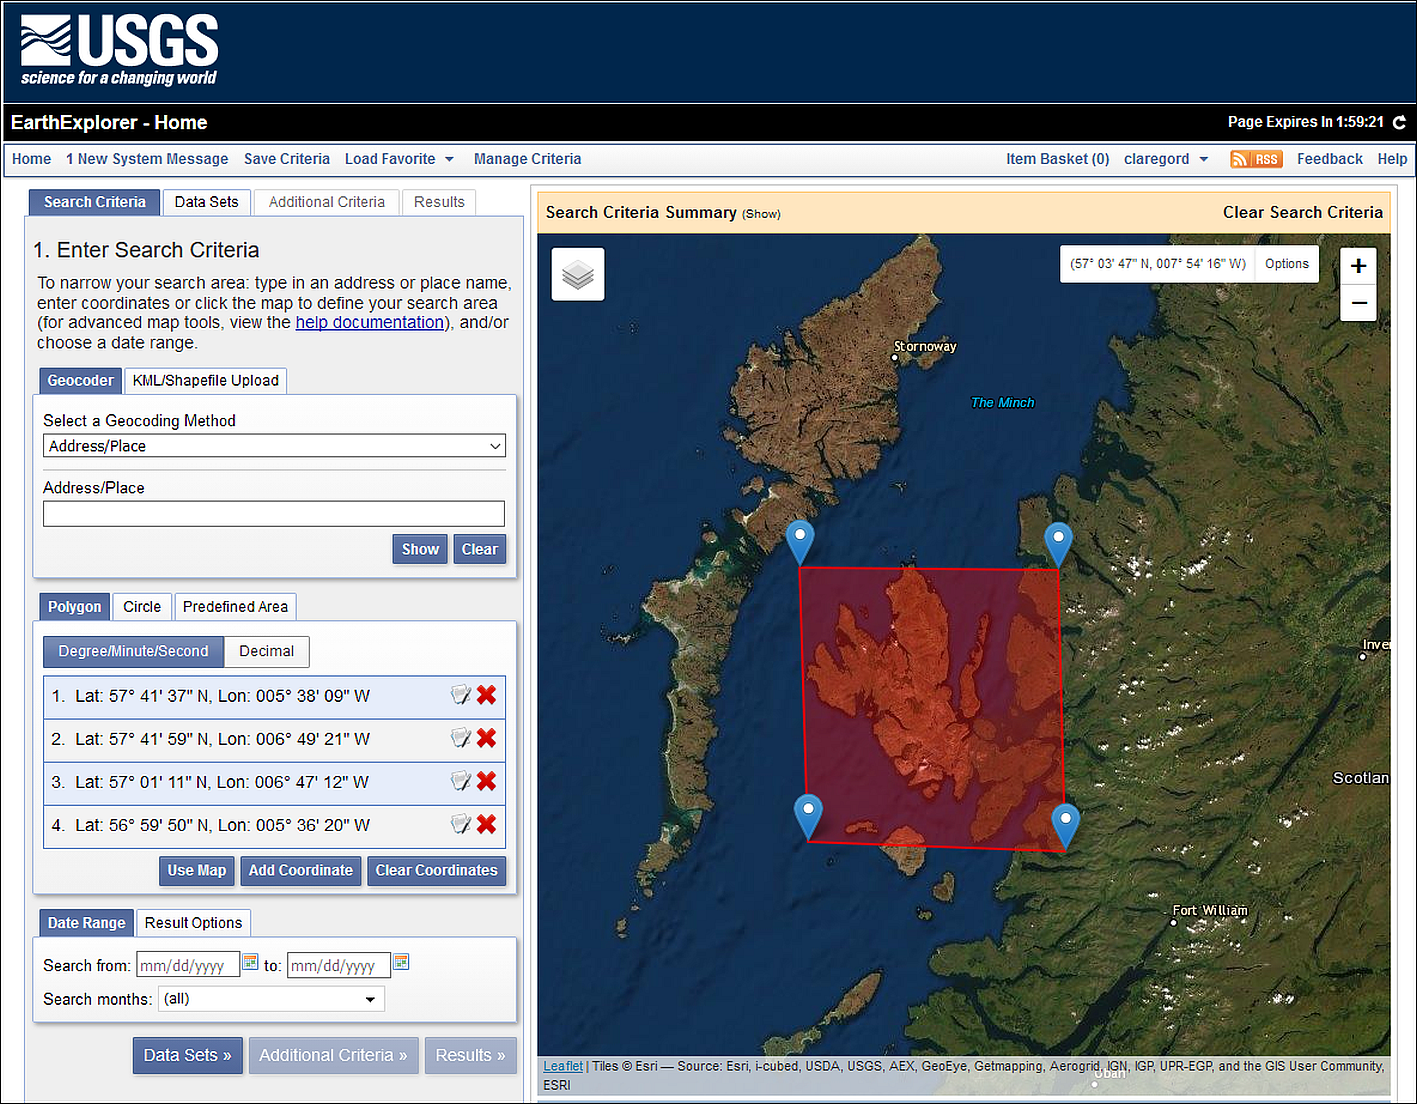 USGS
science for a changing world
EarthExplorer - Home
Page Expires In 1:59:21
Home 1 New System Message Save Criteria Load Favorite Manage Criteria
Item Basket (0) claregord RSS Feedback Help
Search Criteria Data Sets Additional Criteria Results
1. Enter Search Criteria
To narrow your search area: type in an address or place name,
enter coordinates or click the map to define your search area
(for advanced map tools, view the help documentation), and/or
choose a date range.
Geocoder KML/Shapefile Upload
Select a Geocoding Method
Address/Place
Address/Place
Show Clear
Polygon Circle Predefined Area
Degree/Minute/Second Decimal
1. Lat: 57° 41' 37" N, Lon: 005° 38' 09" W
2. Lat: 57° 41' 59" N, Lon: 006° 49' 21" W
3. Lat: 57° 01' 11" N, Lon: 006° 47' 12" W
4. Lat: 56° 59' 50" N, Lon: 005° 36' 20" W
Use Map Add Coordinate Clear Coordinates
Date Range Result Options
Search from: mm/dd/yyyy to: mm/dd/yyyy
Search months: (all)
Data Sets » Additional Criteria » Results »
Search Criteria Summary (Show)
Clear Search Criteria
(57° 03' 47" N, 007° 54' 16" W) Options
+
−
Stornoway
The Minch
Inver
Scotlan
Fort William
Oban
Leaflet | Tiles © Esri — Source: Esri, i-cubed, USDA, USGS, AEX, GeoEye, Getmapping, Aerogrid, IGN, IGP, UPR-EGP, and the GIS User Community,
ESRI